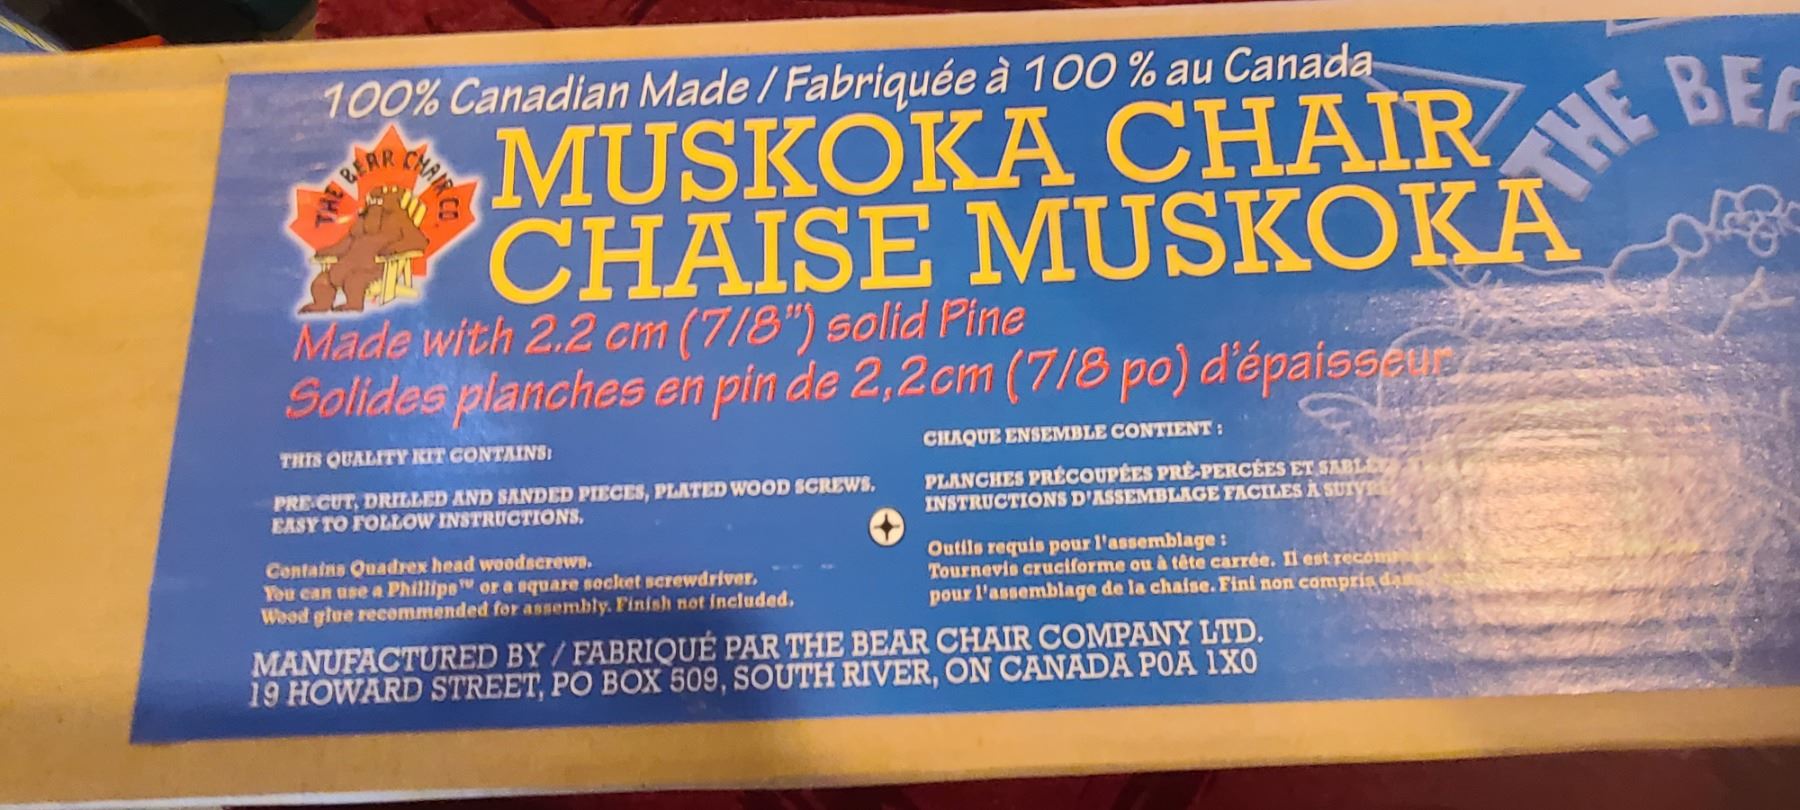 100% Canadian Made / Fabriquée à 100 % au Canada
THE BEAR CHAIR CO.
MUSKOKA CHAIR
CHAISE MUSKOKA
THE
Made with 2.2 cm (7/8") solid Pine
Solides planches en pin de 2,2cm (7/8 po) d'épaisseur
THIS QUALITY KIT CONTAINS:
PRE-CUT, DRILLED AND SANDED PIECES, PLATED WOOD SCREWS,
EASY TO FOLLOW INSTRUCTIONS.
Contains Quadrex head woodscrews.
You can use a Phillips™ or a square socket screwdriver.
Wood glue recommended for assembly. Finish not included.
CHAQUE ENSEMBLE CONTIENT :
PLANCHES PRÉCOUPÉES PRÉ-PERCÉES ET
INSTRUCTIONS D'ASSEMBLAGE FACILES À
Outils requis pour l'assemblage :
Tournevis cruciforme ou à tête carrée. Il est
pour l'assemblage de la chaise. Fini non compris
MANUFACTURED BY / FABRIQUÉ PAR THE BEAR CHAIR COMPANY LTD.
19 HOWARD STREET, PO BOX 509, SOUTH RIVER, ON CANADA P0A 1X0